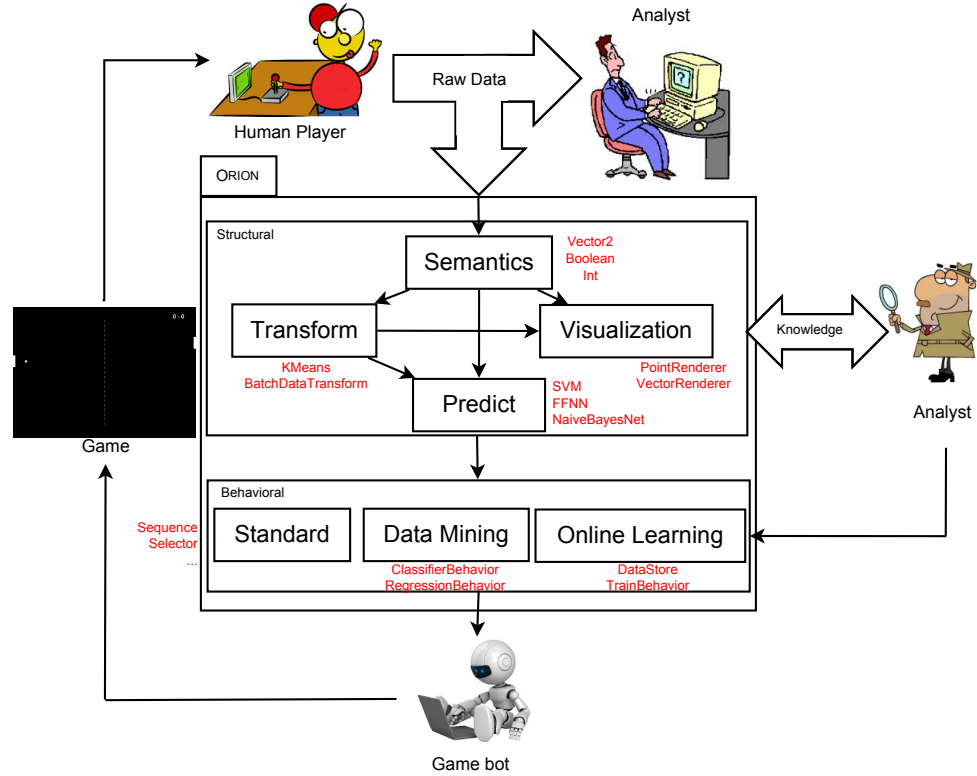 Analyst
Raw Data
Human Player
ORION
Structural
Semantics
Vector2
Boolean
Int
Transform
Visualization
KMeans
BatchDataTransform
PointRenderer
VectorRenderer
Predict
SVM
FFNN
NaiveBayesNet
Knowledge
Analyst
0 - 0
Game
Behavioral
Sequence
Selector
...
Standard
Data Mining
Online Learning
ClassifierBehavior
RegressionBehavior
DataStore
TrainBehavior
Game bot
?